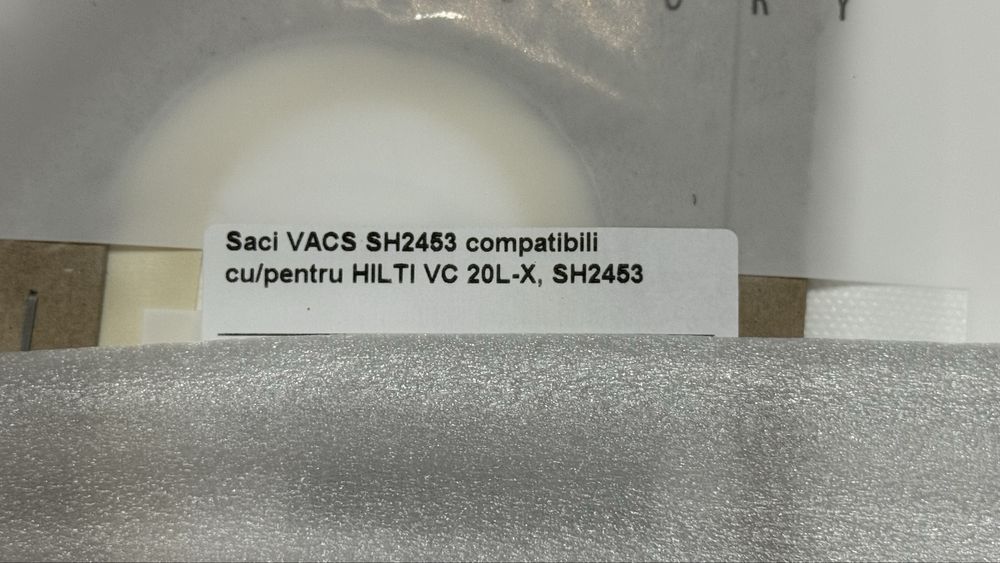 R Y
Saci VACS SH2453 compatibili
cu/pentru HILTI VC 20L-X, SH2453